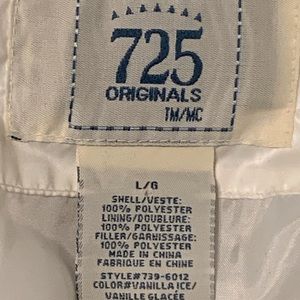 725
ORIGINALS
TM/MC
L/G
SHELL/VESTE:
100% POLYESTER
LINING/DOUBLURE:
100% POLYESTER
FILLER/GARNISSAGE:
100% POLYESTER
MADE IN CHINA
FABRIQUE EN CHINE
STYLE#739-6012
COLOR#VANILLA ICE/
VANILLE GLACÉE